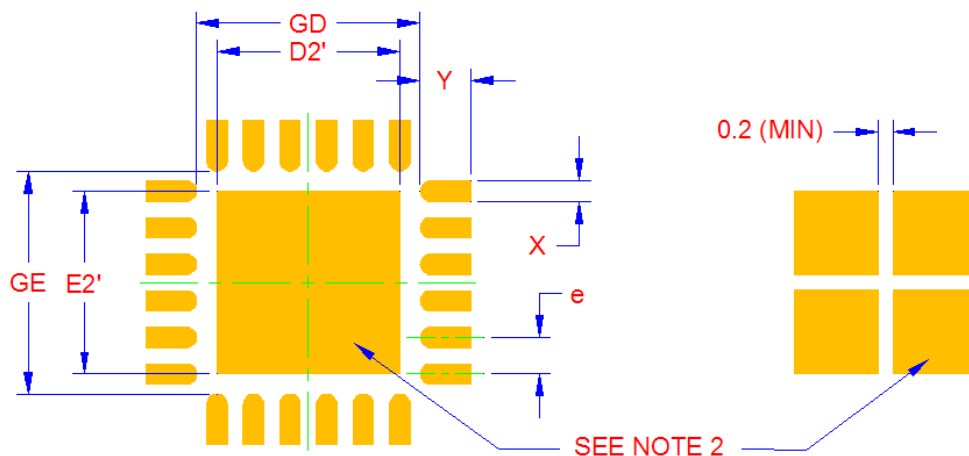 GD
D2'
Y
0.2 (MIN)
X
GE
E2'
e
SEE NOTE 2